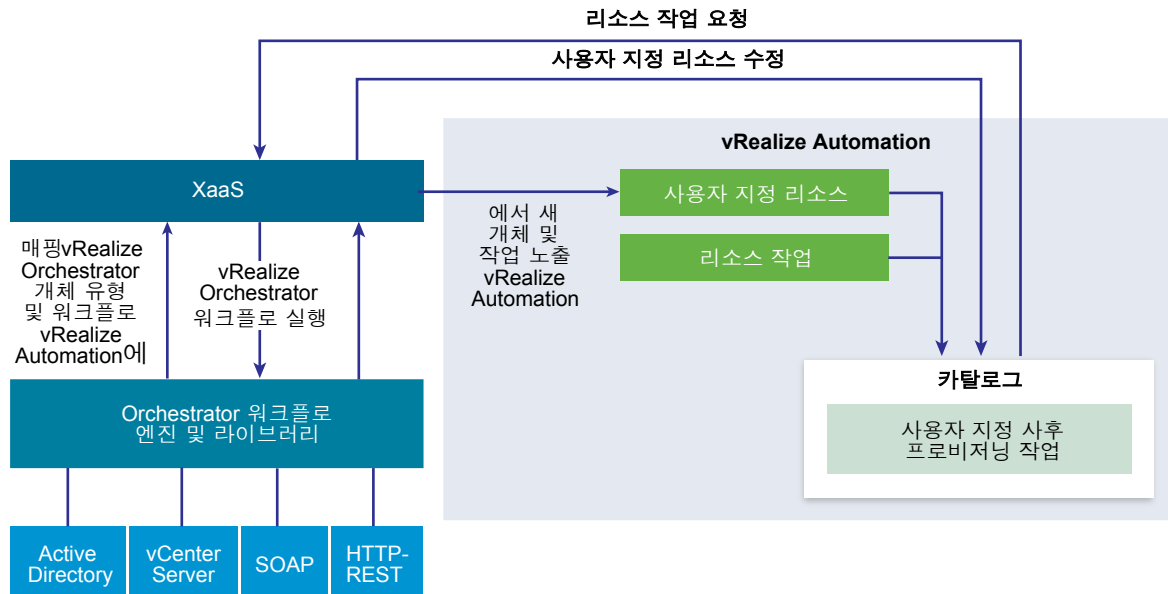 리소스 작업 요청
사용자 지정 리소스 수정
vRealize Automation
XaaS
사용자 지정 리소스
리소스 작업
에서 새
개체 및
작업 노출
vRealize
Automation
매핑vRealize
Orchestrator
개체 유형
및 워크플로
vRealize
Automation에
vRealize
Orchestrator
워크플로 실행
카탈로그
사용자 지정 사후
프로비저닝 작업
Orchestrator 워크플로
엔진 및 라이브러리
Active
Directory
vCenter
Server
SOAP
HTTP-
REST